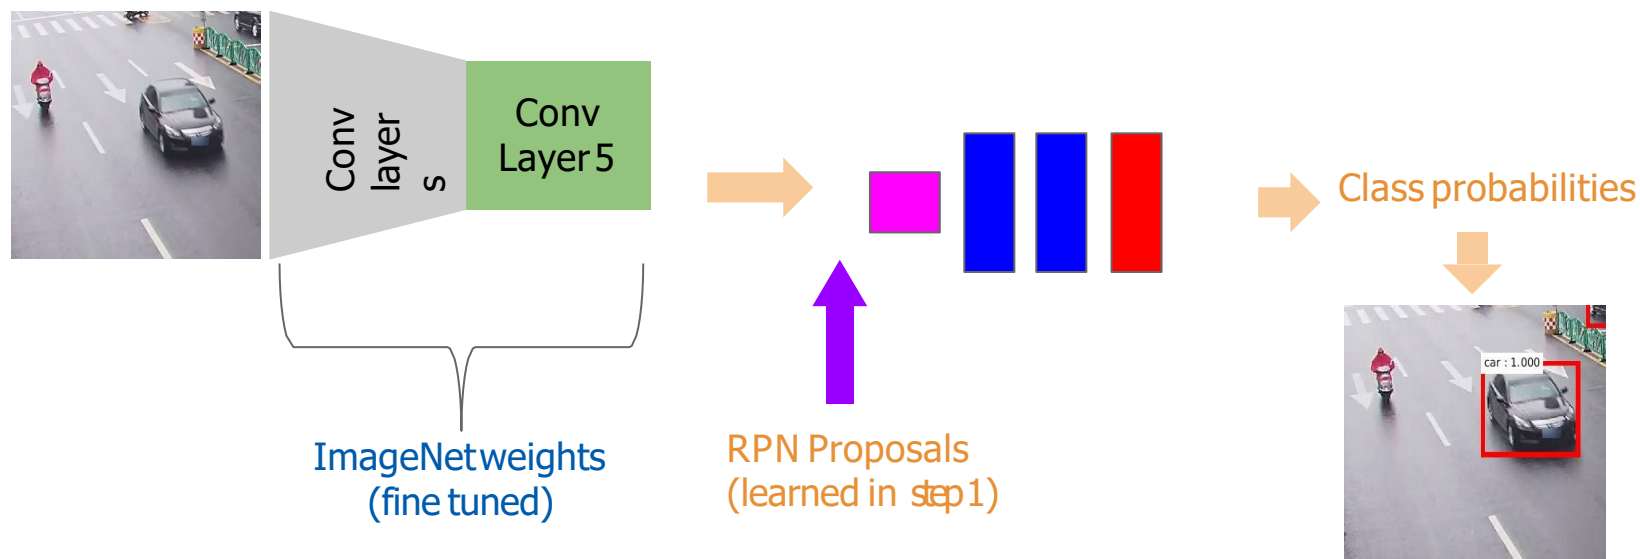 Conv
layer
s
Conv
Layer 5
Class probabilities
car : 1.000
ImageNet weights
(fine tuned)
RPN Proposals
(learned in step 1)